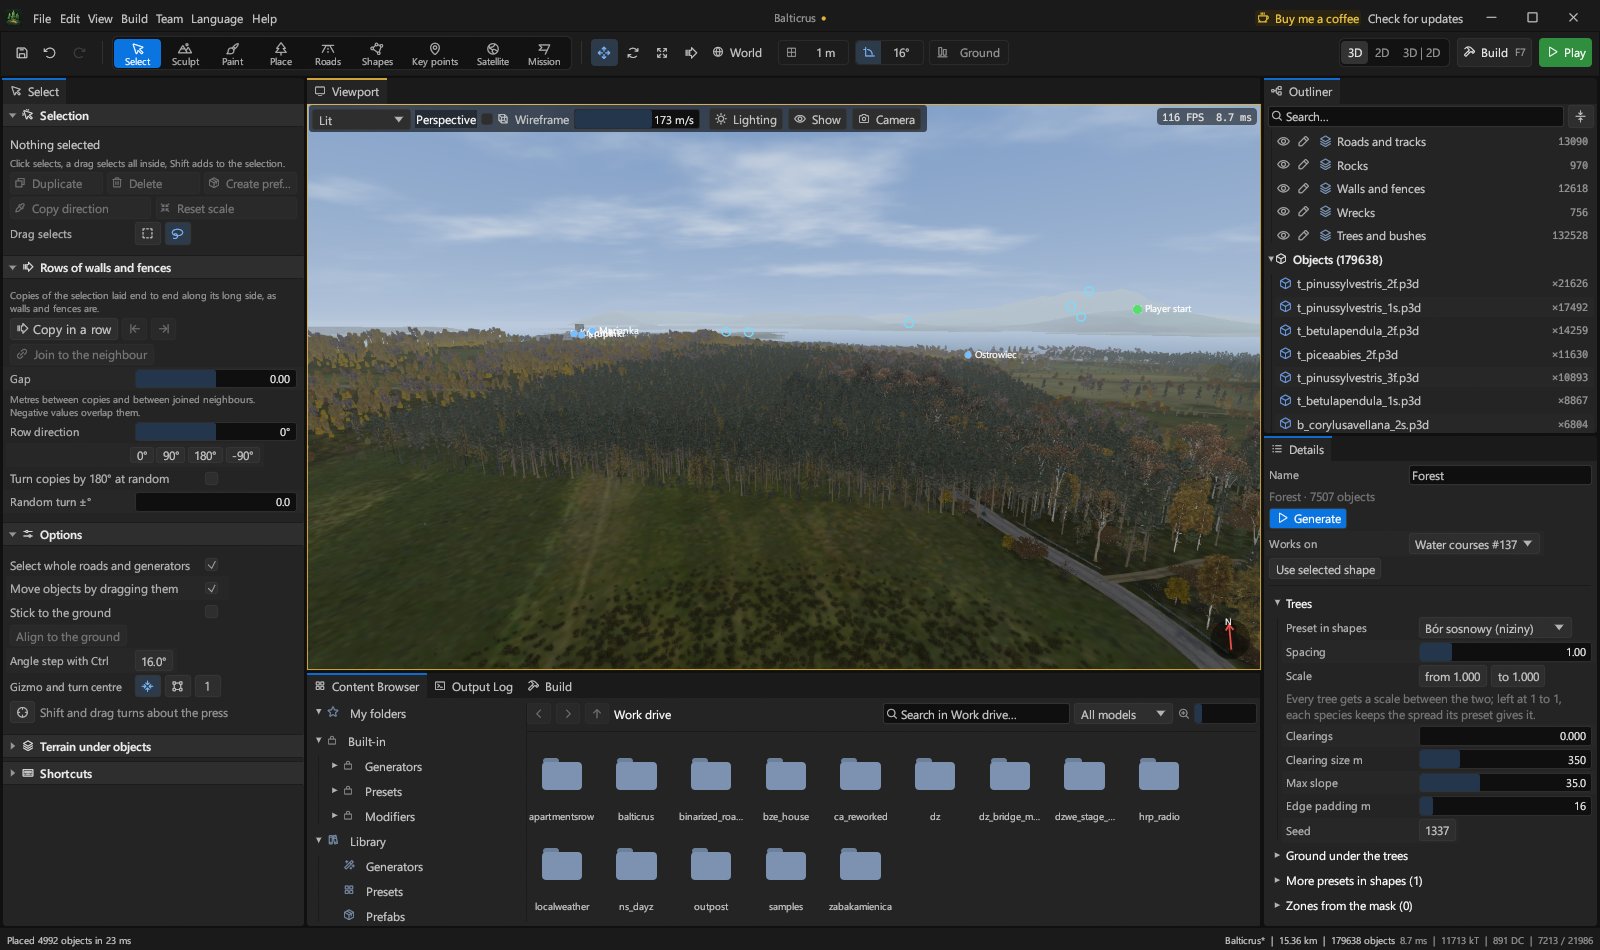 File Edit View Build Team Language Help
Balticrus
Buy me a coffee Check for updates
Select Sculpt Paint Place Roads Shapes Key points Satellite Mission
World 1 m 16° Ground
3D 2D 3D | 2D Build F7 Play
Select
Selection
Nothing selected
Click selects, a drag selects all inside, Shift adds to the selection.
Duplicate Delete Create pref...
Copy direction Reset scale
Drag selects
Rows of walls and fences
Copies of the selection laid end to end along its long side, as
walls and fences are.
Copy in a row
Join to the neighbour
Gap 0.00
Metres between copies and between joined neighbours.
Negative values overlap them.
Row direction 0°
0° 90° 180° -90°
Turn copies by 180° at random
Random turn ±° 0.0
Options
Select whole roads and generators
Move objects by dragging them
Stick to the ground
Align to the ground
Angle step with Ctrl 16.0°
Gizmo and turn centre 1
Shift and drag turns about the press
Terrain under objects
Shortcuts
Viewport
Lit Perspective Wireframe 173 m/s Lighting Show Camera
116 FPS 8.7 ms
Player start
Marianka
Ostrowiec
N
Content Browser Output Log Build
My folders
Built-in
Generators
Presets
Modifiers
Library
Generators
Presets
Prefabs
Work drive
Search in Work drive... All models
apartmentsrow balticrus binarized_roa... bze_house ca_reworked dz dz_bridge_m... dzwe_stage_... hrp_radio
localweather ns_dayz outpost samples zabakamienica
Outliner
Search...
Roads and tracks 13090
Rocks 970
Walls and fences 12618
Wrecks 756
Trees and bushes 132528
Objects (179638)
t_pinussylvestris_2f.p3d ×21626
t_pinussylvestris_1s.p3d ×17492
t_betulapendula_2f.p3d ×14259
t_piceaabies_2f.p3d ×11630
t_pinussylvestris_3f.p3d ×10893
t_betulapendula_1s.p3d ×8867
b_corylusavellana_2s.p3d ×6804
Details
Name Forest
Forest · 7507 objects
Generate
Works on Water courses #137
Use selected shape
Trees
Preset in shapes Bór sosnowy (niziny)
Spacing 1.00
Scale from 1.000 to 1.000
Every tree gets a scale between the two; left at 1 to 1,
each species keeps the spread its preset gives it.
Clearings 0.000
Clearing size m 350
Max slope 35.0
Edge padding m 16
Seed 1337
Ground under the trees
More presets in shapes (1)
Zones from the mask (0)
Placed 4992 objects in 23 ms
Balticrus* | 15.36 km | 179638 objects 8.7 ms | 11713 kT | 891 DC | 7213 / 21986